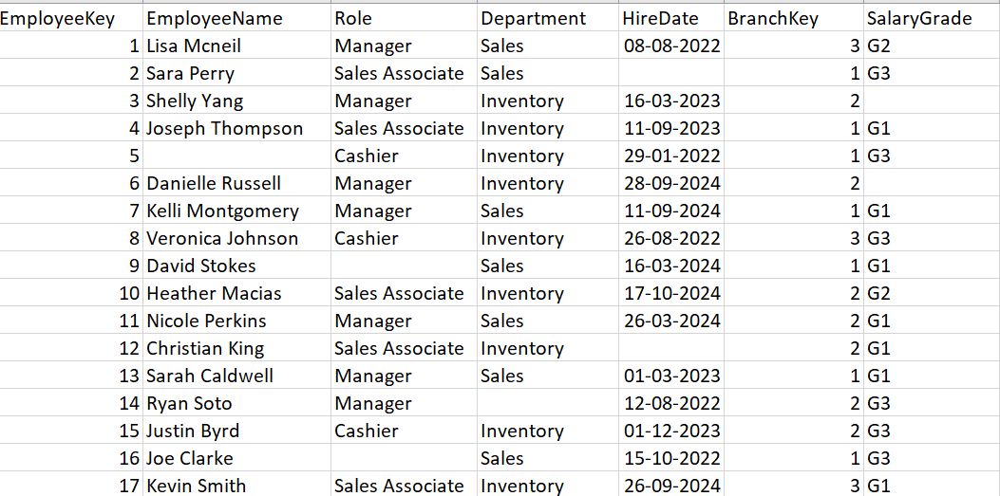 EmployeeKey EmployeeName Role Department HireDate BranchKey SalaryGrade
1 Lisa Mcneil Manager Sales 08-08-2022 3 G2
2 Sara Perry Sales Associate Sales 1 G3
3 Shelly Yang Manager Inventory 16-03-2023 2
4 Joseph Thompson Sales Associate Inventory 11-09-2023 1 G1
5 Cashier Inventory 29-01-2022 1 G3
6 Danielle Russell Manager Inventory 28-09-2024 2
7 Kelli Montgomery Manager Sales 11-09-2024 1 G1
8 Veronica Johnson Cashier Inventory 26-08-2022 3 G3
9 David Stokes Sales 16-03-2024 1 G1
10 Heather Macias Sales Associate Inventory 17-10-2024 2 G2
11 Nicole Perkins Manager Sales 26-03-2024 2 G1
12 Christian King Sales Associate Inventory 2 G1
13 Sarah Caldwell Manager Sales 01-03-2023 1 G1
14 Ryan Soto Manager 12-08-2022 2 G3
15 Justin Byrd Cashier Inventory 01-12-2023 2 G3
16 Joe Clarke Sales 15-10-2022 1 G3
17 Kevin Smith Sales Associate Inventory 26-09-2024 3 G1